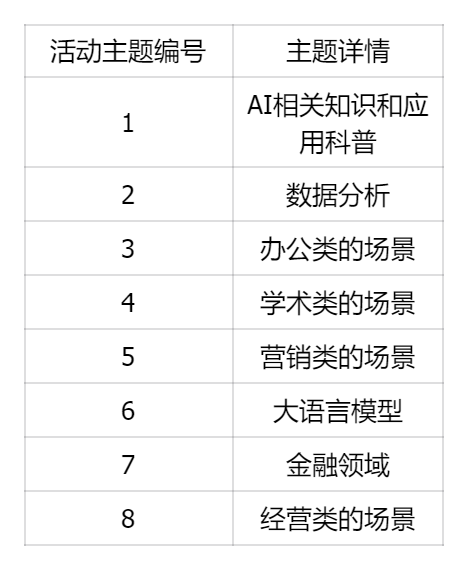 活动主题编号 主题详情
1 AI相关知识和应
用科普
2 数据分析
3 办公类的场景
4 学术类的场景
5 营销类的场景
6 大语言模型
7 金融领域
8 经营类的场景